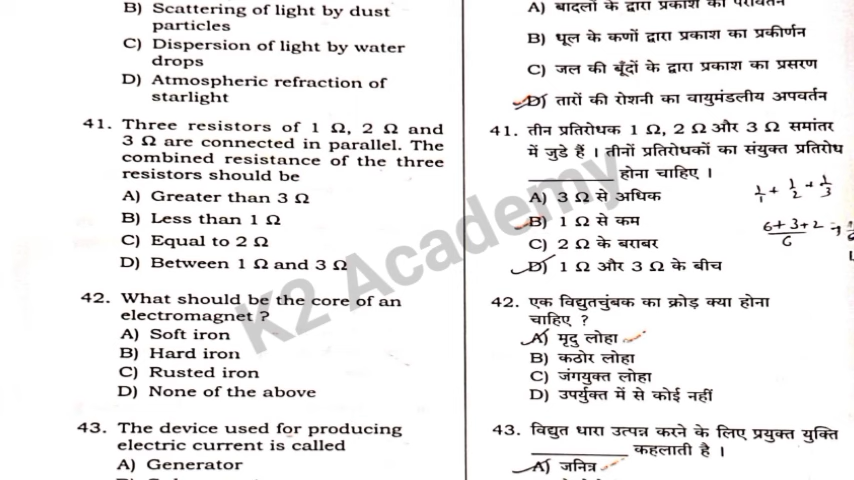 B) Scattering of light by dust
particles
C) Dispersion of light by water
drops
D) Atmospheric refraction of
starlight
41. Three resistors of 1 Ω, 2 Ω and
3 Ω are connected in parallel. The
combined resistance of the three
resistors should be
A) Greater than 3 Ω
B) Less than 1 Ω
C) Equal to 2 Ω
D) Between 1 Ω and 3 Ω
42. What should be the core of an
electromagnet ?
A) Soft iron
B) Hard iron
C) Rusted iron
D) None of the above
43. The device used for producing
electric current is called
A) Generator
A) बादलों के द्वारा प्रकाश का परावर्तन
B) धूल के कणों द्वारा प्रकाश का प्रकीर्णन
C) जल की बूँदों के द्वारा प्रकाश का प्रसरण
D) तारों की रोशनी का वायुमंडलीय अपवर्तन
41. तीन प्रतिरोधक 1 Ω, 2 Ω और 3 Ω समांतर
में जुडे हैं । तीनों प्रतिरोधकों का संयुक्त प्रतिरोध
____________ होना चाहिए ।
A) 3 Ω से अधिक
B) 1 Ω से कम
C) 2 Ω के बराबर
D) 1 Ω और 3 Ω के बीच
1/1 + 1/2 + 1/3
6+3+2/6
42. एक विद्युतचुंबक का क्रोड़ क्या होना
चाहिए ?
A) मृदु लोहा
B) कठोर लोहा
C) जंगयुक्त लोहा
D) उपर्युक्त में से कोई नहीं
43. विद्युत धारा उत्पन्न करने के लिए प्रयुक्त युक्ति
____________ कहलाती है ।
A) जनित्र
K2 Academy